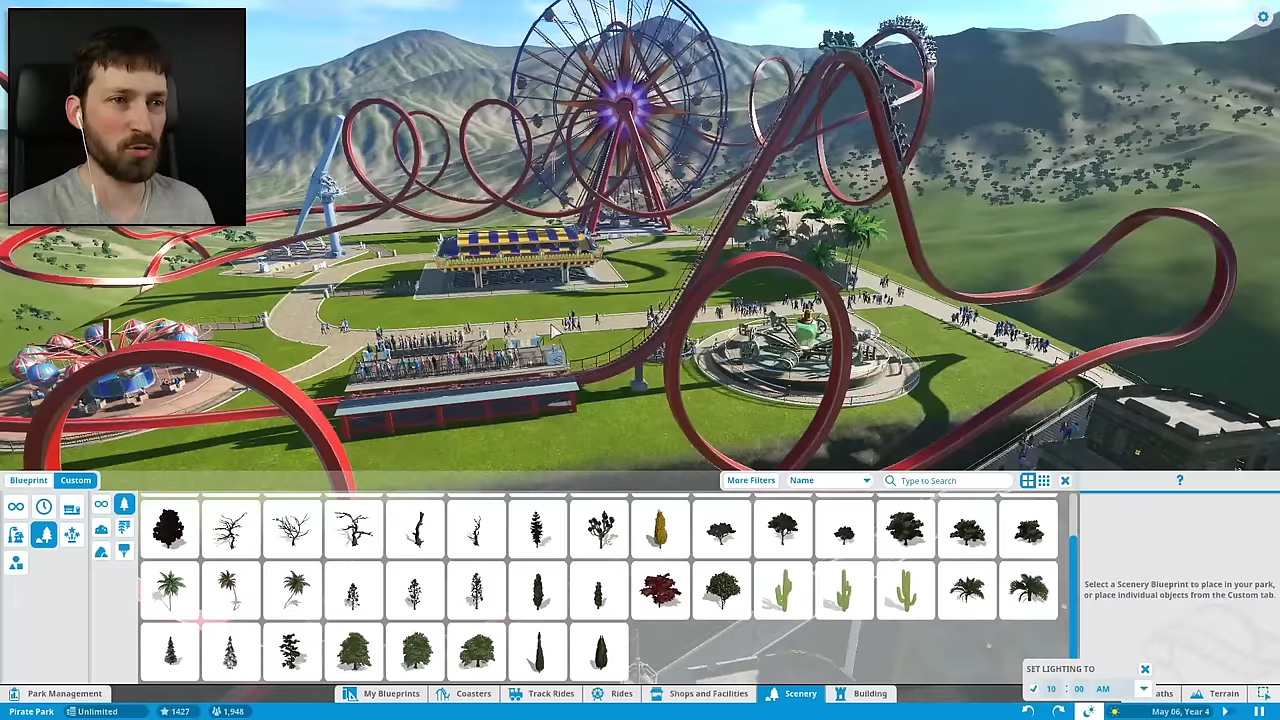 Blueprint Custom
More Filters Name Type to Search ?
Select a Scenery Blueprint to place in your park,
or place individual objects from the Custom tab.
SET LIGHTING TO
10 : 00 AM
Park Management My Blueprints Coasters Track Rides Rides Shops and Facilities Scenery Building aths Terrain
Pirate Park Unlimited 1427 1,948 May 06, Year 4